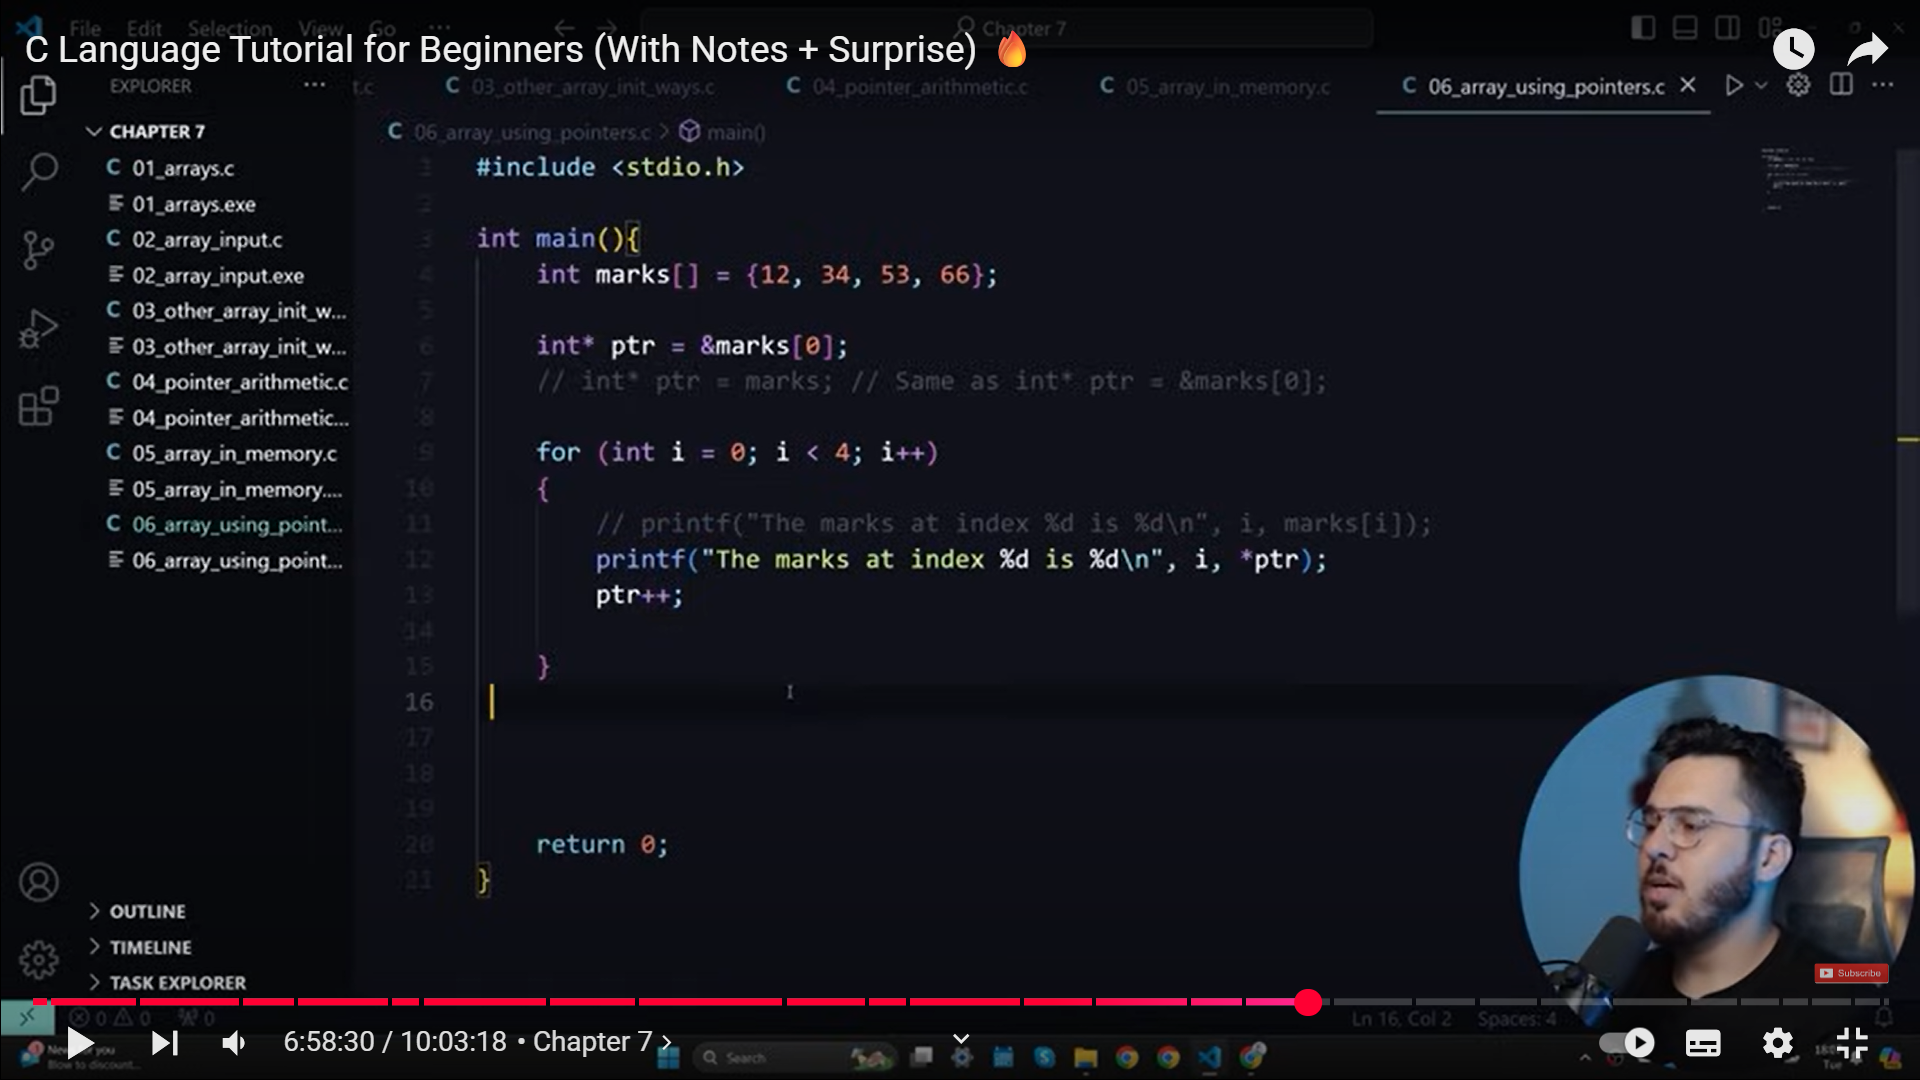 File Edit Selection View Go ...
Chapter 7
C Language Tutorial for Beginners (With Notes + Surprise) 🔥
EXPLORER ...
t.c
C 03_other_array_init_ways.c
C 04_pointer_arithmetic.c
C 05_array_in_memory.c
C 06_array_using_pointers.c
CHAPTER 7
C 01_arrays.c
01_arrays.exe
C 02_array_input.c
02_array_input.exe
C 03_other_array_init_w...
03_other_array_init_w...
C 04_pointer_arithmetic.c
04_pointer_arithmetic...
C 05_array_in_memory.c
05_array_in_memory....
C 06_array_using_point...
06_array_using_point...
OUTLINE
TIMELINE
TASK EXPLORER
C 06_array_using_pointers.c > main()
1 #include <stdio.h>
2
3 int main(){
4 int marks[] = {12, 34, 53, 66};
5
6 int* ptr = &marks[0];
7 // int* ptr = marks; // Same as int* ptr = &marks[0];
8
9 for (int i = 0; i < 4; i++)
10 {
11 // printf("The marks at index %d is %d\n", i, marks[i]);
12 printf("The marks at index %d is %d\n", i, *ptr);
13 ptr++;
14
15 }
16
17
18
19
20 return 0;
21 }
Subscribe
0 0 0
Ln 16, Col 2 Spaces: 4
6:58:30 / 10:03:18 • Chapter 7 >
Search